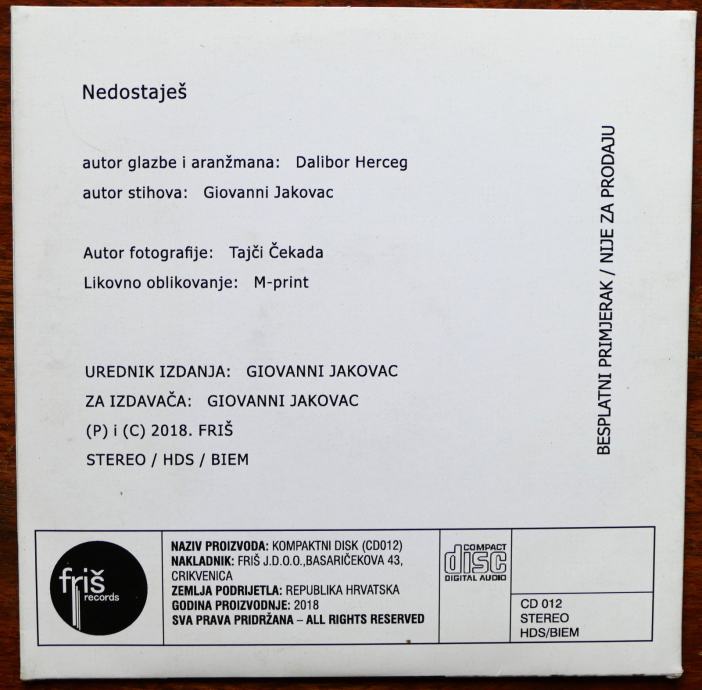 Nedostaješ
autor glazbe i aranžmana: Dalibor Herceg
autor stihova: Giovanni Jakovac
Autor fotografije: Tajči Čekada
Likovno oblikovanje: M-print
UREDNIK IZDANJA: GIOVANNI JAKOVAC
ZA IZDAVAČA: GIOVANNI JAKOVAC
(P) i (C) 2018. FRIŠ
STEREO / HDS / BIEM
BESPLATNI PRIMJERAK / NIJE ZA PRODAJU
friš
records
NAZIV PROIZVODA: KOMPAKTNI DISK (CD012)
NAKLADNIK: FRIŠ J.D.O.O.,BASARIČEKOVA 43,
CRIKVENICA
ZEMLJA PODRIJETLA: REPUBLIKA HRVATSKA
GODINA PROIZVODNJE: 2018
SVA PRAVA PRIDRŽANA – ALL RIGHTS RESERVED
COMPACT
disc
DIGITAL AUDIO
CD 012
STEREO
HDS/BIEM